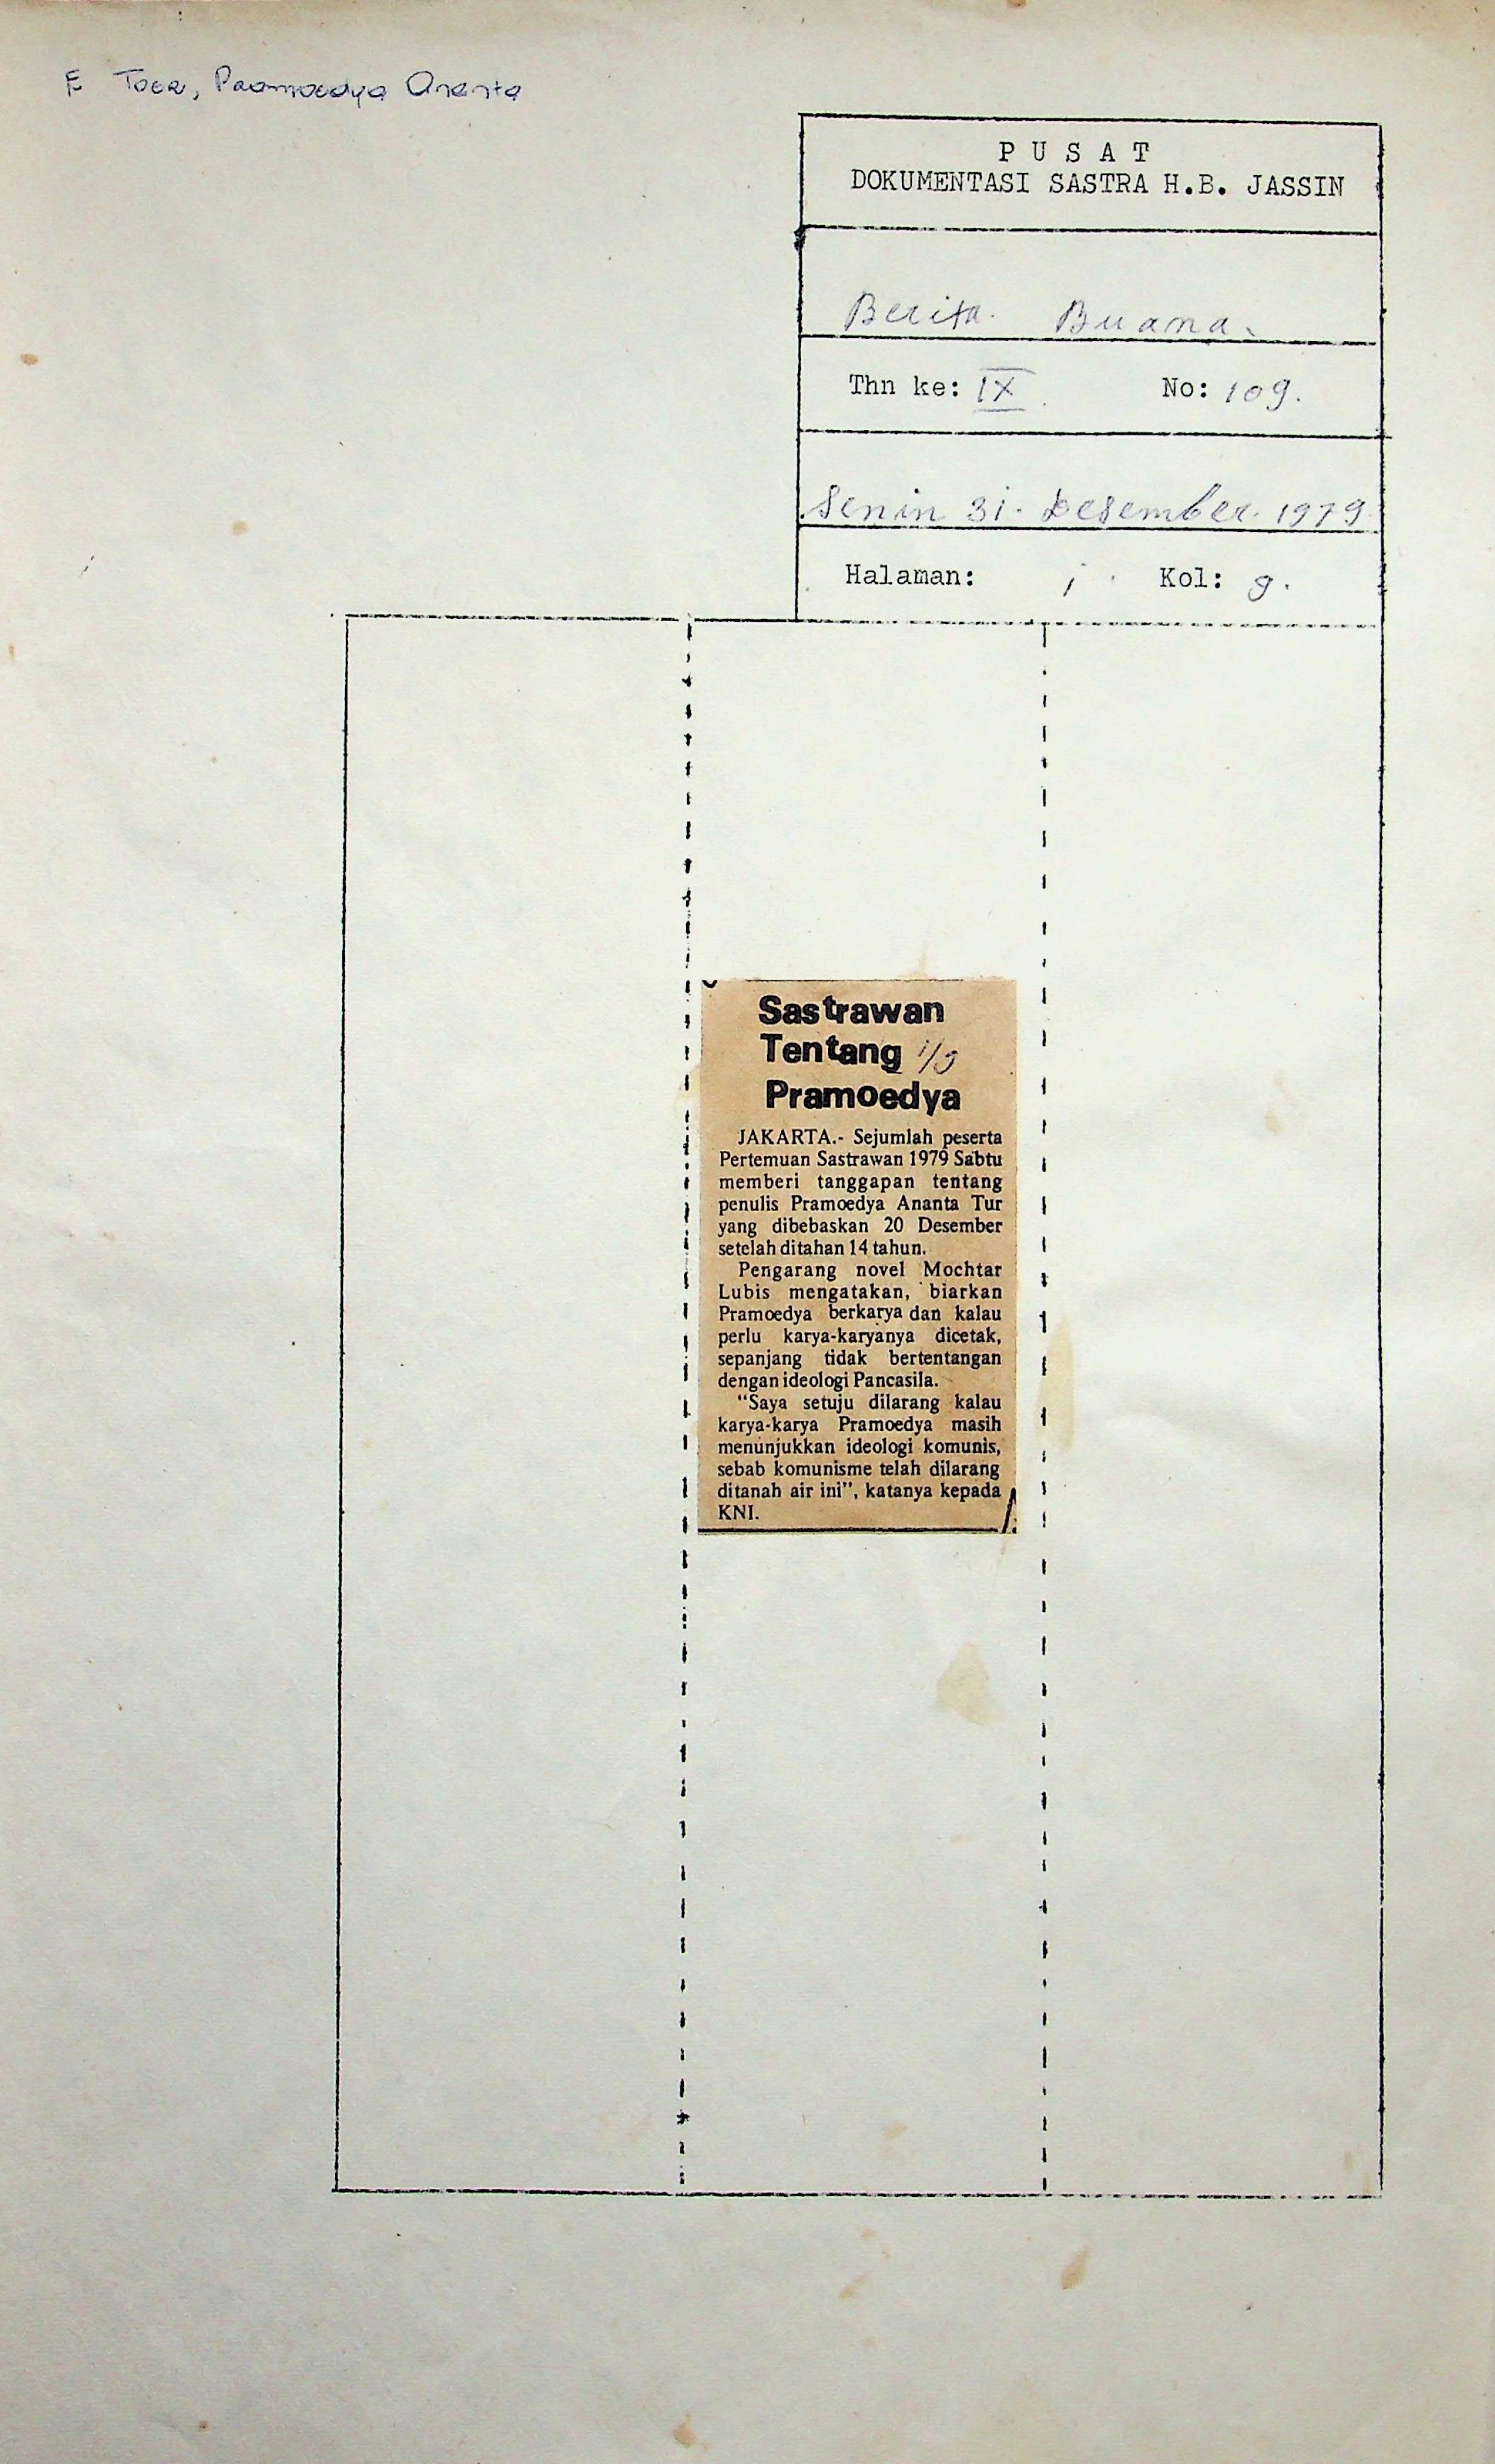 E Toer, Pramoedya Ananta
PUSAT
DOKUMENTASI SASTRA H.B. JASSIN
Berita Buana.
Thn ke: IX. No: 109.
Senin 31. Desember. 1979
Halaman: i. Kol: 9.
Sastrawan
Tentang i/9
Pramoedya
JAKARTA.- Sejumlah peserta
Pertemuan Sastrawan 1979 Sabtu
memberi tanggapan tentang
penulis Pramoedya Ananta Tur
yang dibebaskan 20 Desember
setelah ditahan 14 tahun.
Pengarang novel Mochtar
Lubis mengatakan, biarkan
Pramoedya berkarya dan kalau
perlu karya-karyanya dicetak,
sepanjang tidak bertentangan
dengan ideologi Pancasila.
"Saya setuju dilarang kalau
karya-karya Pramoedya masih
menunjukkan ideologi komunis,
sebab komunisme telah dilarang
ditanah air ini", katanya kepada
KNI.